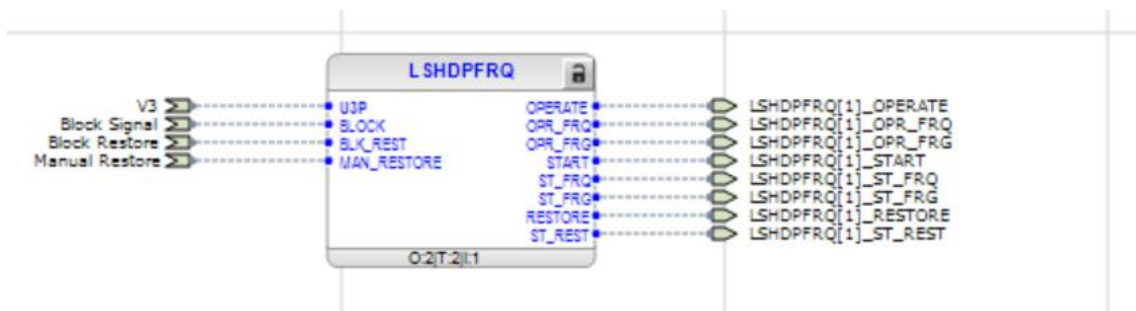 LSHDPFRQ
V3 U3P OPERATE LSHDPFRQ[1]_OPERATE
Block Signal BLOCK OPR_FRQ LSHDPFRQ[1]_OPR_FRQ
Block Restore BLK_REST OPR_FRG LSHDPFRQ[1]_OPR_FRG
Manual Restore MAN_RESTORE START LSHDPFRQ[1]_START
ST_FRQ LSHDPFRQ[1]_ST_FRQ
ST_FRG LSHDPFRQ[1]_ST_FRG
RESTORE LSHDPFRQ[1]_RESTORE
ST_REST LSHDPFRQ[1]_ST_REST
O:2|T:2|I:1